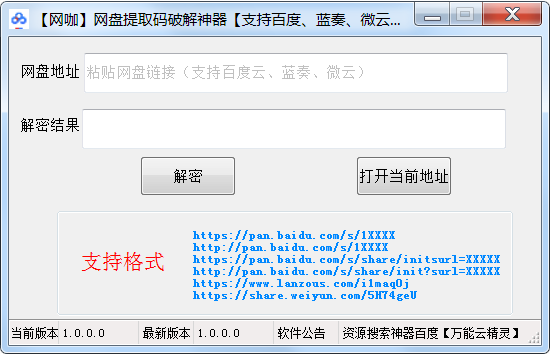 【网咖】网盘提取码破解神器【支持百度、蓝奏、微云...
网盘地址 粘贴网盘链接（支持百度云、蓝奏、微云）
解密结果
解密 打开当前地址
支持格式
https://pan.baidu.com/s/1XXXX
http://pan.baidu.com/s/1XXXX
https://pan.baidu.com/s/share/initsurl=XXXXX
http://pan.baidu.com/s/share/init?surl=XXXXX
https://www.lanzous.com/i1maq0j
https://share.weiyun.com/5M74geU
当前版本 1.0.0.0 最新版本 1.0.0.0 软件公告 资源搜索神器百度【万能云精灵】